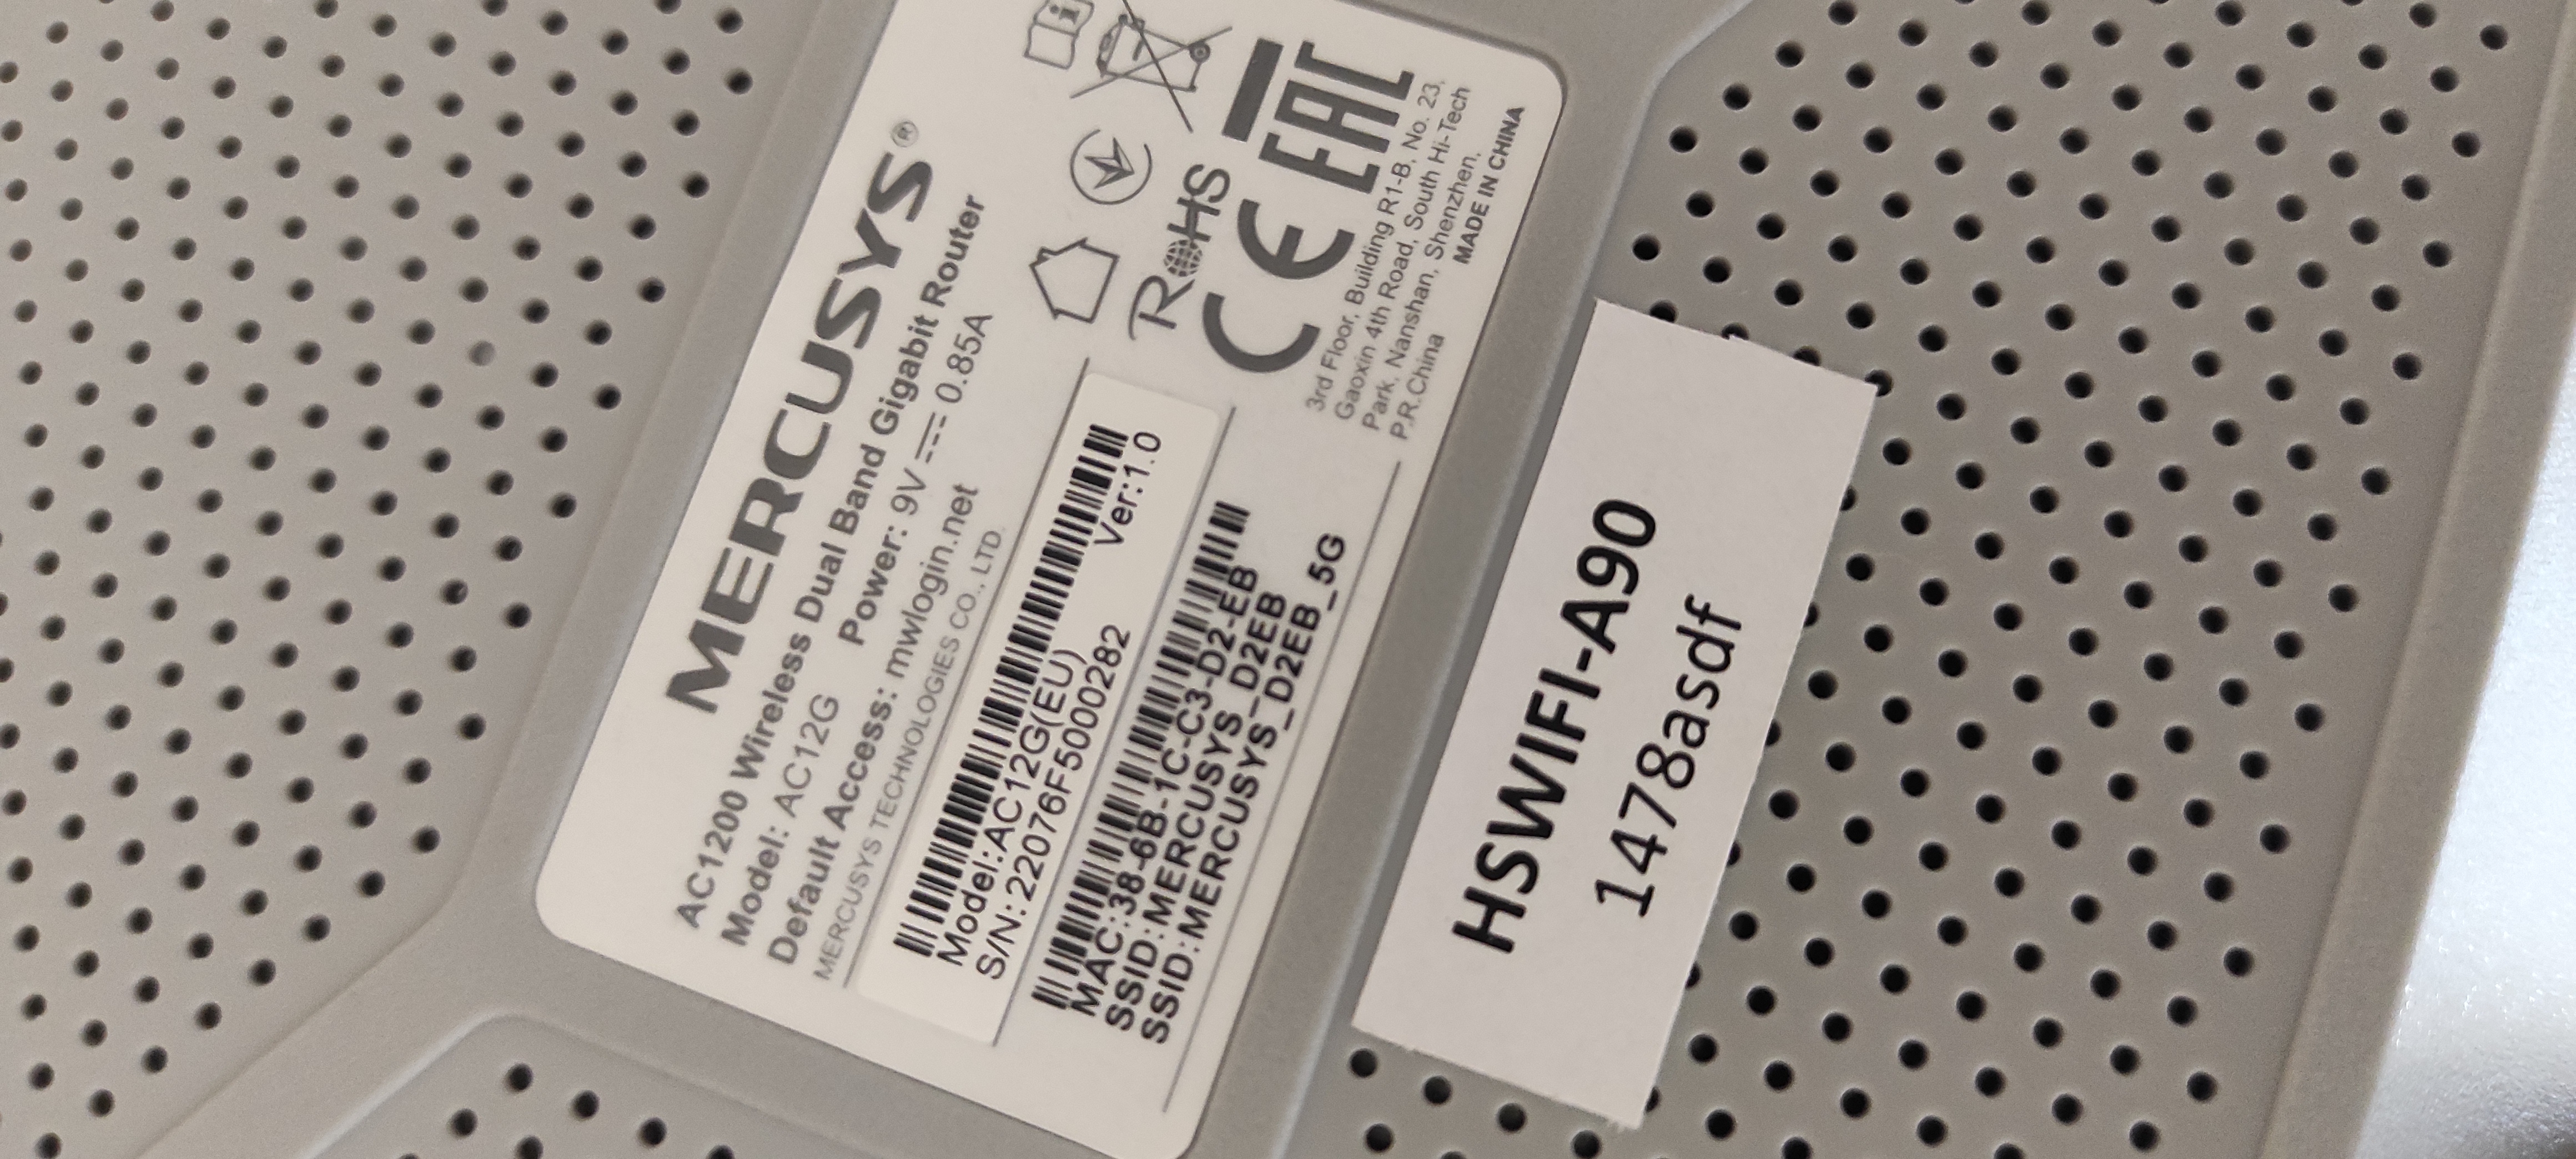 MERCUSYS®
AC1200 Wireless Dual Band Gigabit Router
Model: AC12G Power: 9V 0.85A
Default Access: mwlogin.net
MERCUSYS TECHNOLOGIES CO., LTD.
Model:AC12G(EU)
S/N:22076F5000282 Ver:1.0
MAC:38-6B-1C-C3-D2-EB
SSID:MERCUSYS_D2EB
SSID:MERCUSYS_D2EB_5G
i
RoHS
CE EAC
3rd Floor, Building R1-B, No. 23,
Gaoxin 4th Road, South Hi-Tech
Park, Nanshan, Shenzhen,
P.R.China MADE IN CHINA
HSWIFI-A90
1478asdf